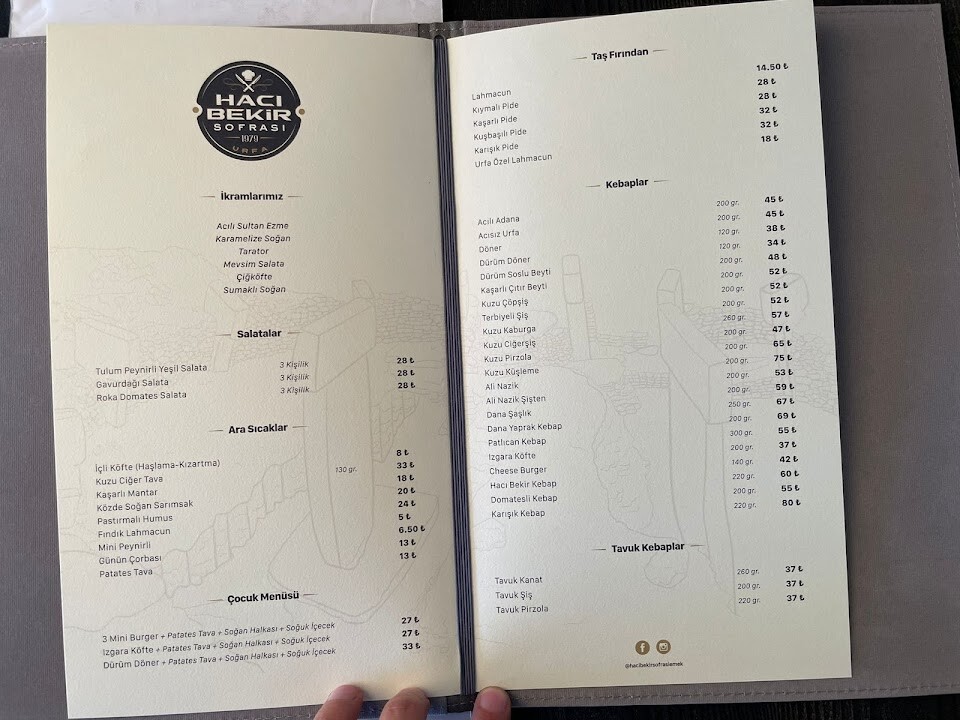 HACI
BEKİR
SOFRASI
1979
URFA
İkramlarımız
Acılı Sultan Ezme
Karamelize Soğan
Tarator
Mevsim Salata
Çiğköfte
Sumaklı Soğan
Salatalar
Tulum Peynirli Yeşil Salata 3 Kişilik 28 ₺
Gavurdağı Salata 3 Kişilik 28 ₺
Roka Domates Salata 3 Kişilik 28 ₺
Ara Sıcaklar
İçli Köfte (Haşlama-Kızartma) 8 ₺
Kuzu Ciğer Tava 130 gr. 33 ₺
Kaşarlı Mantar 18 ₺
Közde Soğan Sarımsak 20 ₺
Pastırmalı Humus 24 ₺
Fındık Lahmacun 5 ₺
Mini Peynirli 6.50 ₺
Günün Çorbası 13 ₺
Patates Tava 13 ₺
Çocuk Menüsü
3 Mini Burger + Patates Tava + Soğan Halkası + Soğuk İçecek 27 ₺
Izgara Köfte + Patates Tava + Soğan Halkası + Soğuk İçecek 27 ₺
Dürüm Döner + Patates Tava + Soğan Halkası + Soğuk İçecek 33 ₺
Taş Fırından
Lahmacun 14.50 ₺
Kıymalı Pide 28 ₺
Kaşarlı Pide 28 ₺
Kuşbaşılı Pide 32 ₺
Karışık Pide 32 ₺
Urfa Özel Lahmacun 18 ₺
Kebaplar
Acılı Adana 200 gr. 45 ₺
Acısız Urfa 200 gr. 45 ₺
Döner 120 gr. 38 ₺
Dürüm Döner 120 gr. 34 ₺
Dürüm Soslu Beyti 200 gr. 48 ₺
Kaşarlı Çıtır Beyti 200 gr. 52 ₺
Kuzu Çöpşiş 200 gr. 52 ₺
Terbiyeli Şiş 200 gr. 52 ₺
Kuzu Kaburga 260 gr. 57 ₺
Kuzu Ciğerşiş 200 gr. 47 ₺
Kuzu Pirzola 200 gr. 65 ₺
Kuzu Küşleme 200 gr. 75 ₺
Ali Nazik 200 gr. 53 ₺
Ali Nazik Şişten 200 gr. 59 ₺
Dana Şaşlık 250 gr. 67 ₺
Dana Yaprak Kebap 200 gr. 69 ₺
Patlıcan Kebap 300 gr. 55 ₺
Izgara Köfte 200 gr. 37 ₺
Cheese Burger 140 gr. 42 ₺
Hacı Bekir Kebap 220 gr. 60 ₺
Domatesli Kebap 200 gr. 55 ₺
Karışık Kebap 220 gr. 80 ₺
Tavuk Kebaplar
Tavuk Kanat 260 gr. 37 ₺
Tavuk Şiş 200 gr. 37 ₺
Tavuk Pirzola 220 gr. 37 ₺
@hacibekirsofrasiemek